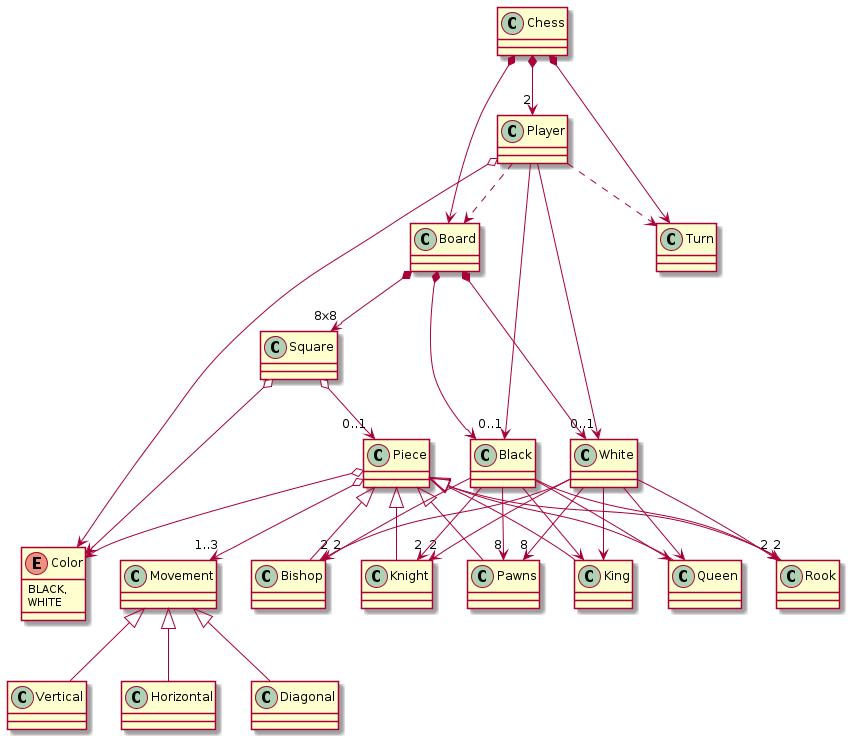 C Chess
2
C Player
C Board
C Turn
8x8
C Square
0..1
0..1
0..1
C Piece
C Black
C White
1..3
2 2
2 2
8
8
2 2
E Color
BLACK,
WHITE
C Movement
C Bishop
C Knight
C Pawns
C King
C Queen
C Rook
C Vertical
C Horizontal
C Diagonal